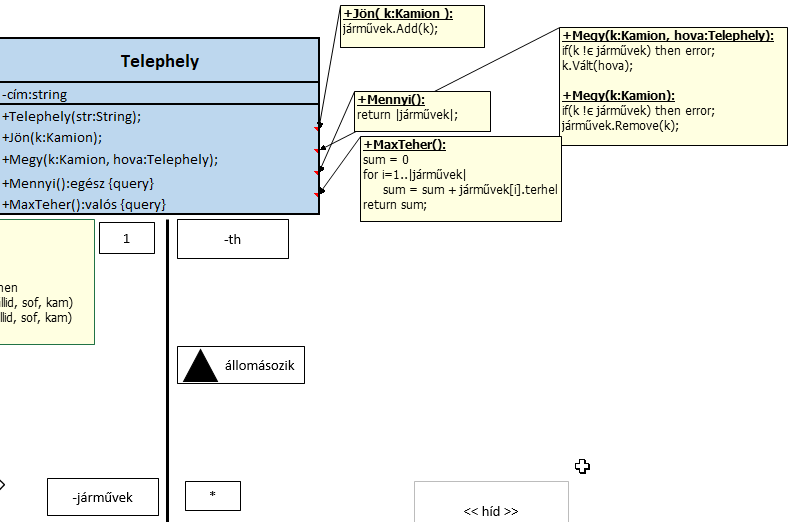 Telephely
-cím:string
+Telephely(str:String);
+Jön(k:Kamion);
+Megy(k:Kamion, hova:Telephely);
+Mennyi():egész {query}
+MaxTeher():valós {query}
+Jön( k:Kamion ):
járművek.Add(k);
+Mennyi():
return |járművek|;
+MaxTeher():
sum = 0
for i=1..|járművek|
sum = sum + járművek[i].terhel
return sum;
+Megy(k:Kamion, hova:Telephely):
if(k !є járművek) then error;
k.Vált(hova);
+Megy(k:Kamion):
if(k !є járművek) then error;
járművek.Remove(k);
1
-th
sof, kam)
sof, kam)
állomásozik
-járművek
*
<< híd >>